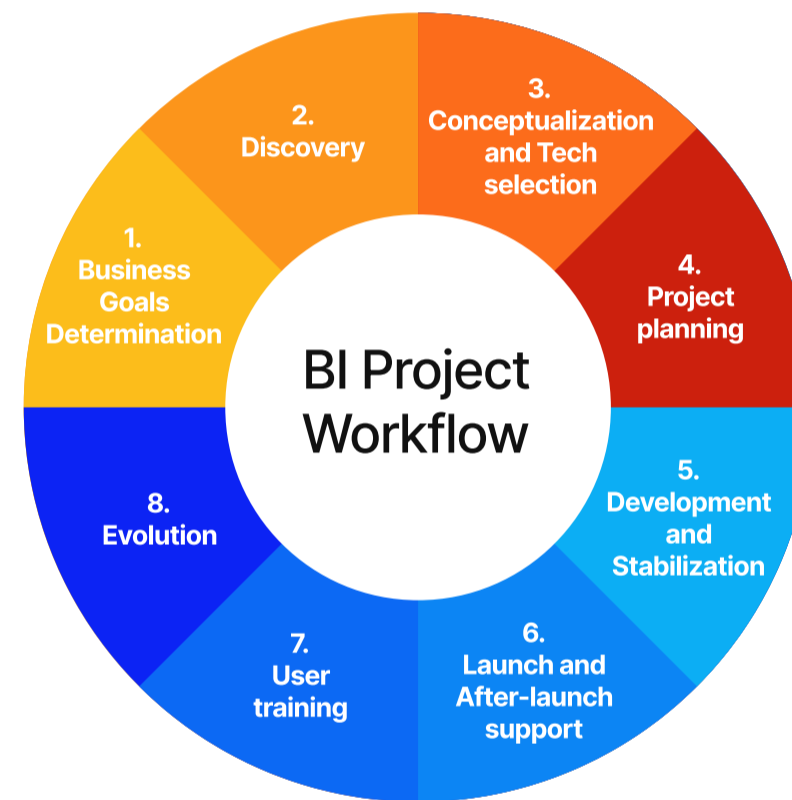 BI Project
Workflow
1.
Business
Goals
Determination
2.
Discovery
3.
Conceptualization
and Tech
selection
4.
Project
planning
5.
Development
and
Stabilization
6.
Launch and
After-launch
support
7.
User
training
8.
Evolution